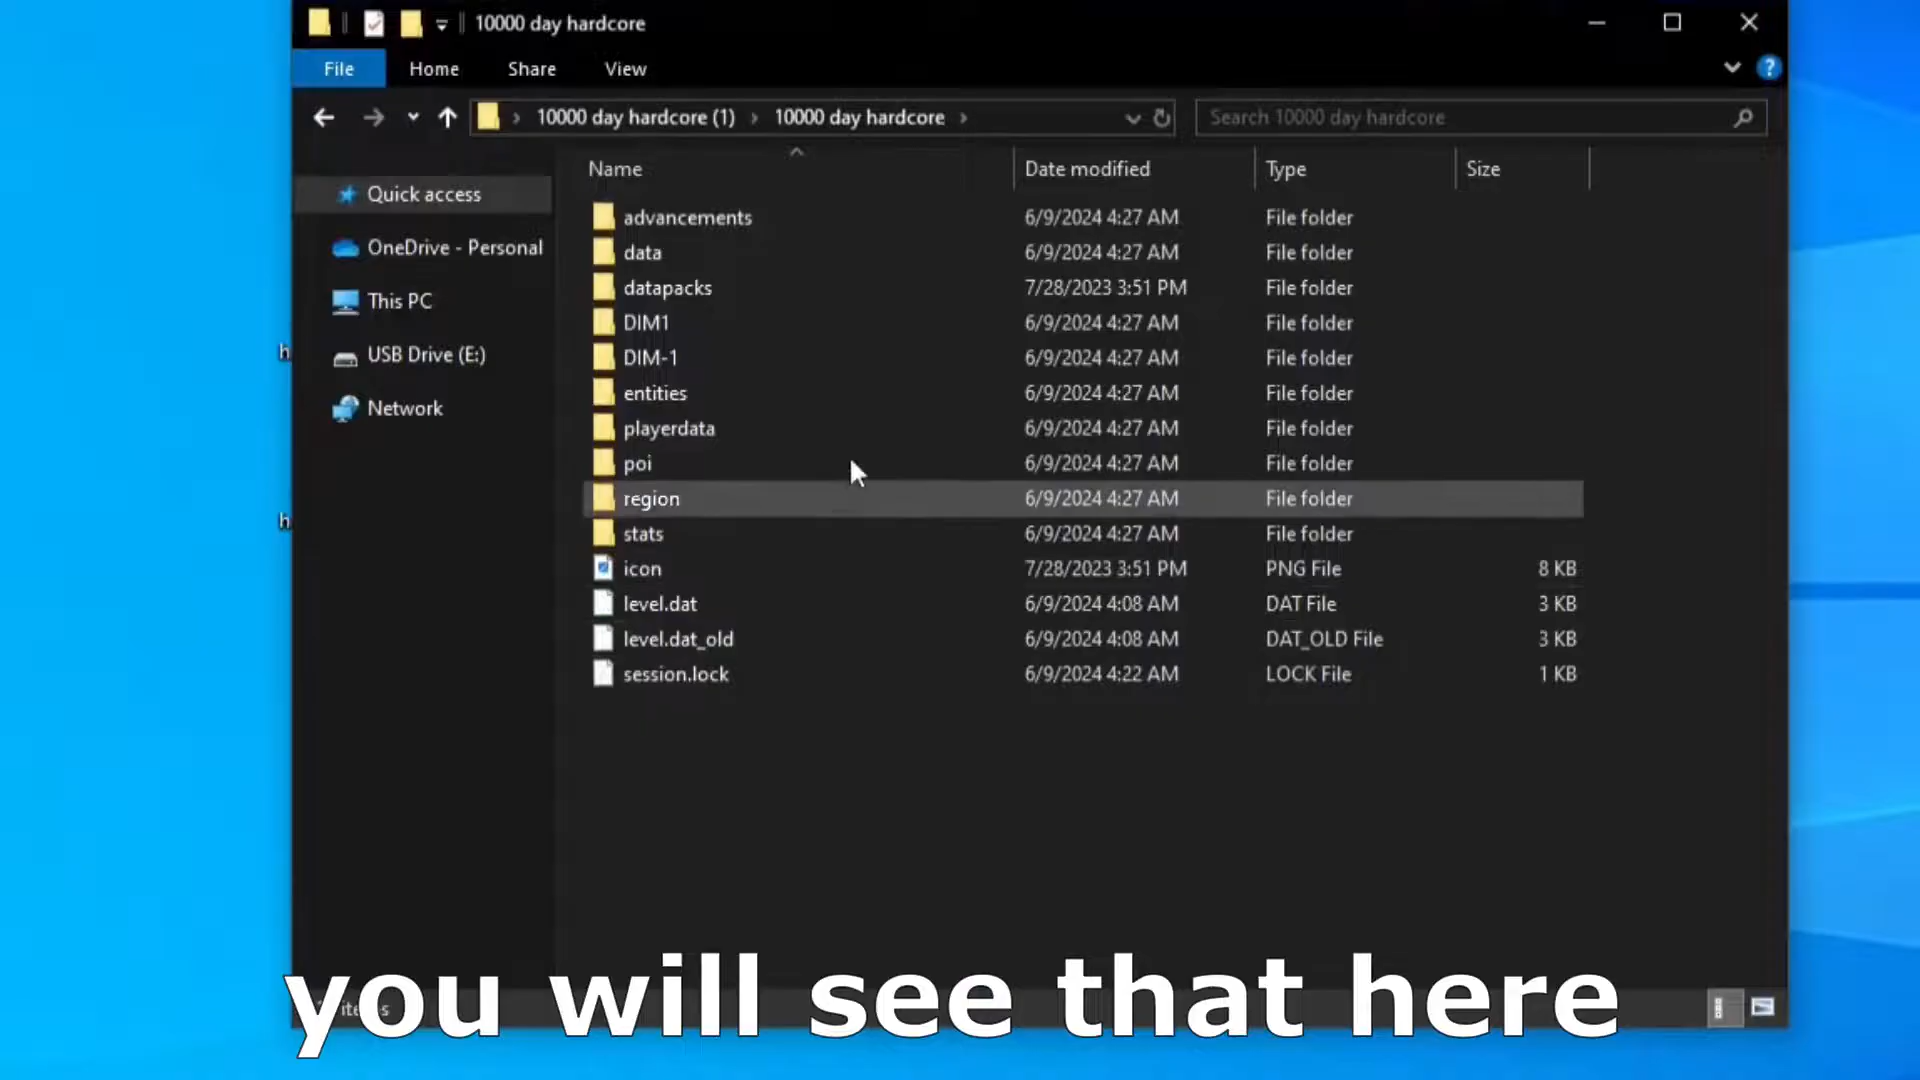 10000 day hardcore
File Home Share View
10000 day hardcore (1) 10000 day hardcore Search 10000 day hardcore
Name Date modified Type Size
Quick access
OneDrive - Personal
This PC
USB Drive (E:)
Network
advancements 6/9/2024 4:27 AM File folder
data 6/9/2024 4:27 AM File folder
datapacks 7/28/2023 3:51 PM File folder
DIM1 6/9/2024 4:27 AM File folder
DIM-1 6/9/2024 4:27 AM File folder
entities 6/9/2024 4:27 AM File folder
playerdata 6/9/2024 4:27 AM File folder
poi 6/9/2024 4:27 AM File folder
region 6/9/2024 4:27 AM File folder
stats 6/9/2024 4:27 AM File folder
icon 7/28/2023 3:51 PM PNG File 8 KB
level.dat 6/9/2024 4:08 AM DAT File 3 KB
level.dat_old 6/9/2024 4:08 AM DAT_OLD File 3 KB
session.lock 6/9/2024 4:22 AM LOCK File 1 KB
h
h
you will see that here